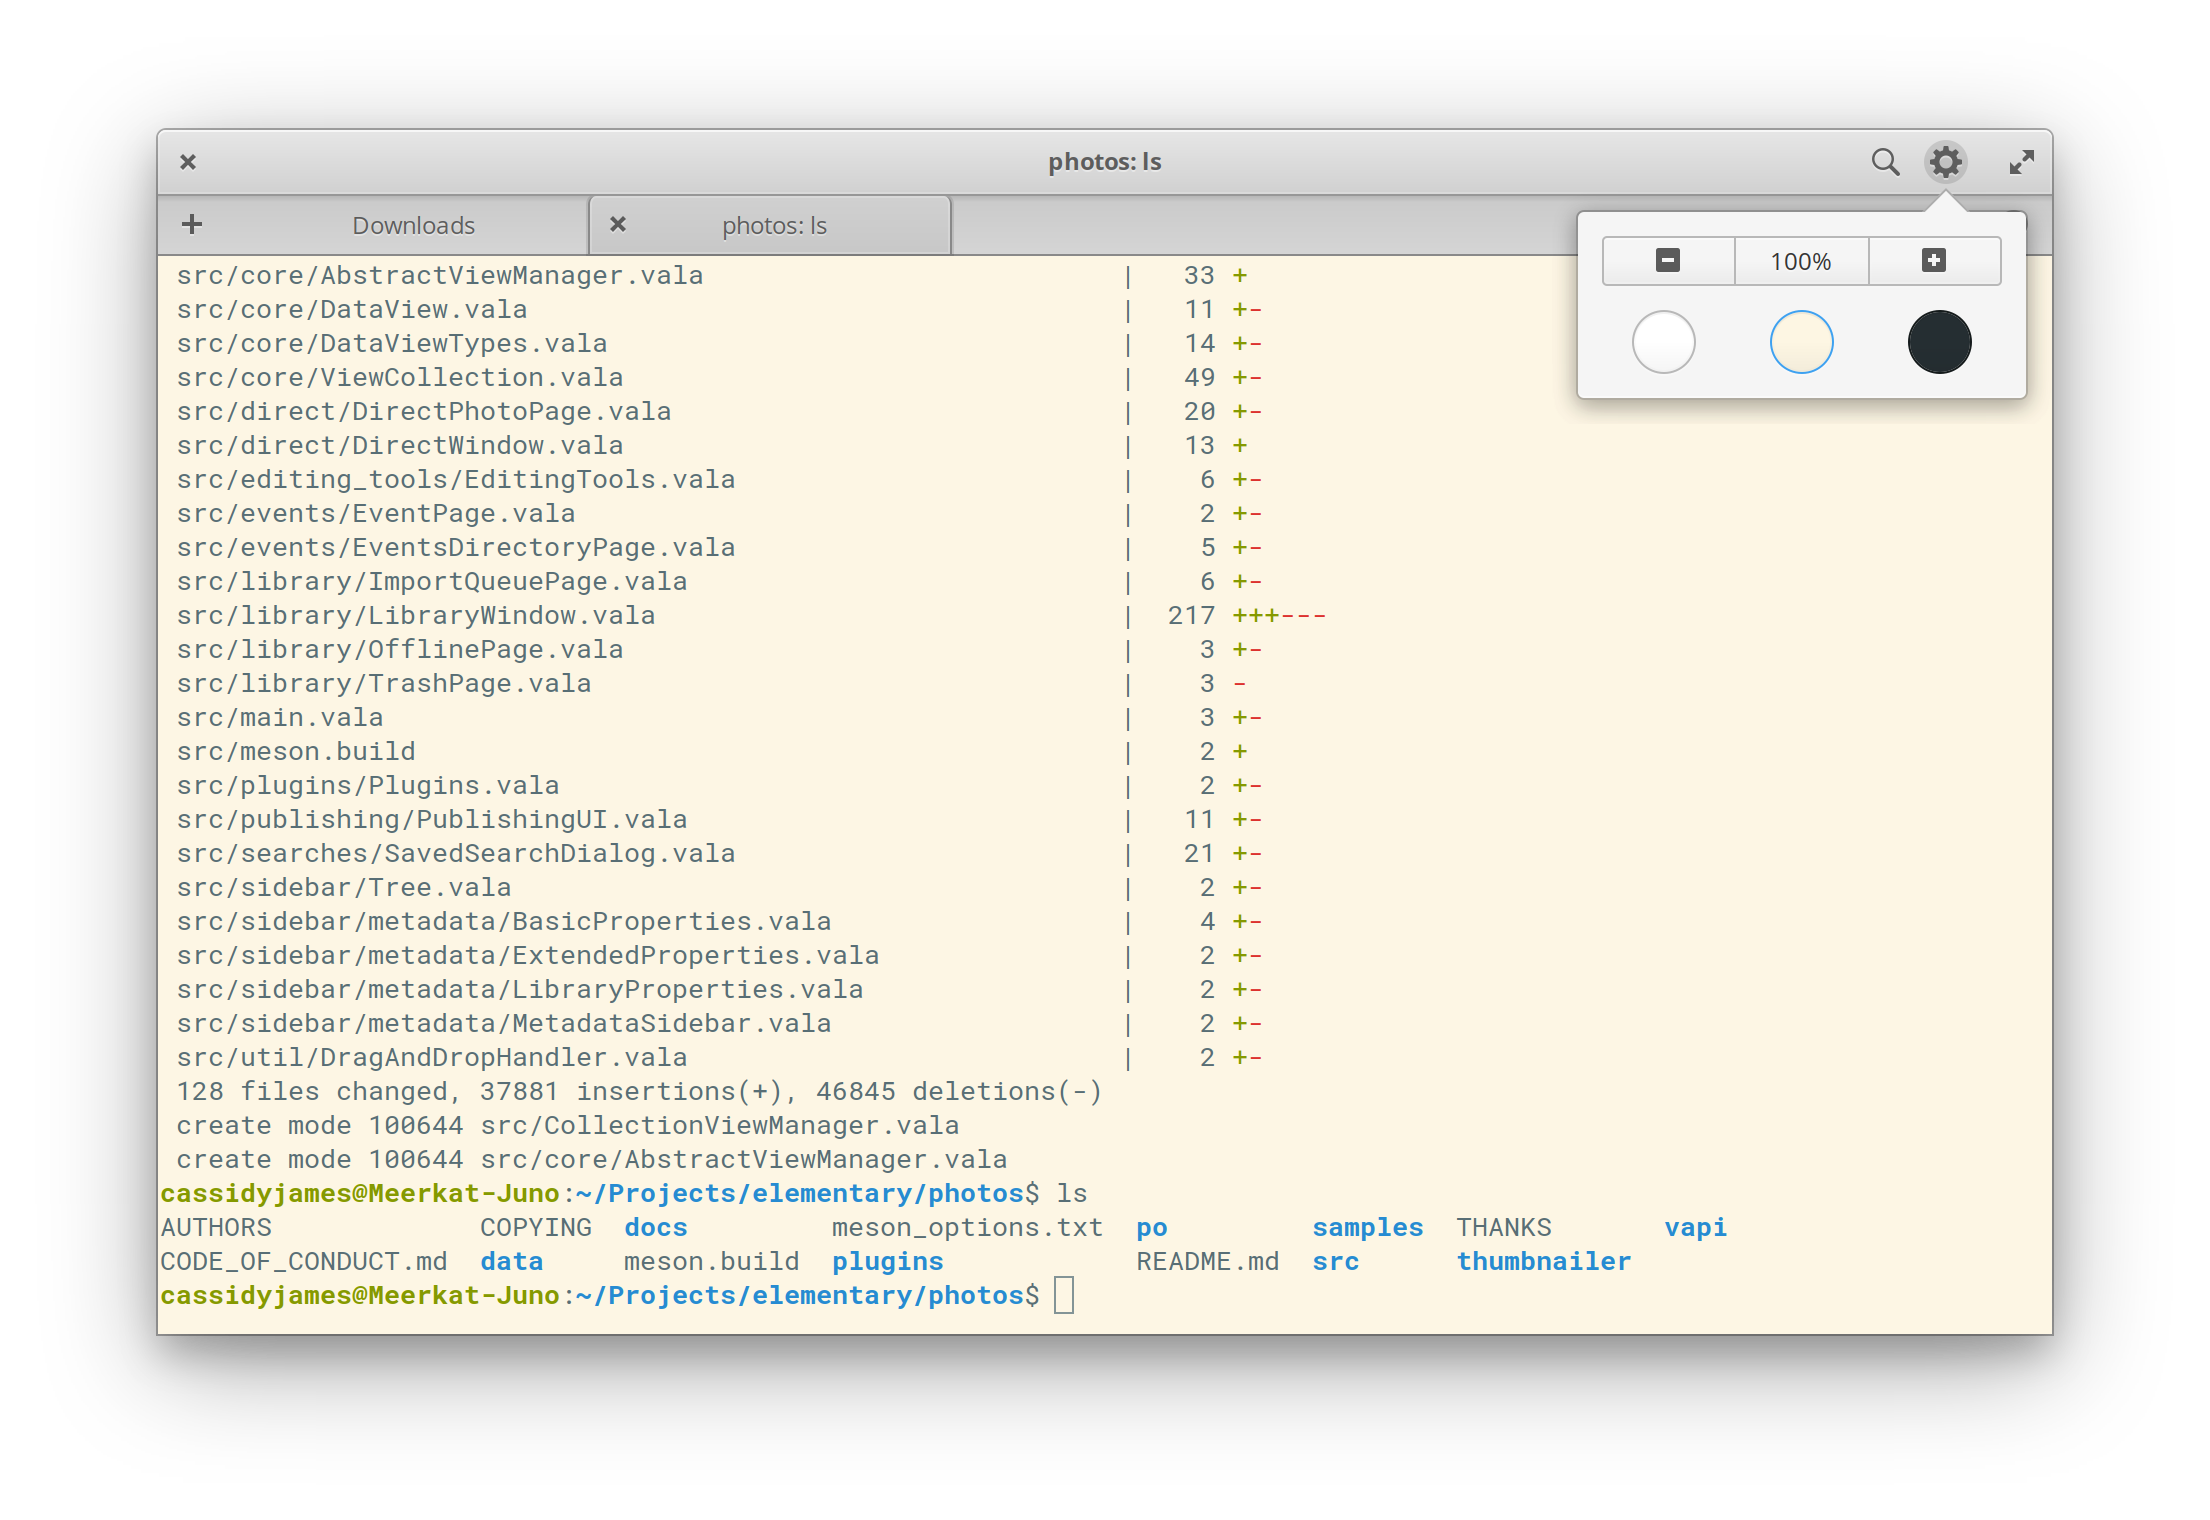 photos: ls
Downloads
photos: ls
100%
src/core/AbstractViewManager.vala | 33 +
src/core/DataView.vala | 11 +-
src/core/DataViewTypes.vala | 14 +-
src/core/ViewCollection.vala | 49 +-
src/direct/DirectPhotoPage.vala | 20 +-
src/direct/DirectWindow.vala | 13 +
src/editing_tools/EditingTools.vala | 6 +-
src/events/EventPage.vala | 2 +-
src/events/EventsDirectoryPage.vala | 5 +-
src/library/ImportQueuePage.vala | 6 +-
src/library/LibraryWindow.vala | 217 +++---
src/library/OfflinePage.vala | 3 +-
src/library/TrashPage.vala | 3 -
src/main.vala | 3 +-
src/meson.build | 2 +
src/plugins/Plugins.vala | 2 +-
src/publishing/PublishingUI.vala | 11 +-
src/searches/SavedSearchDialog.vala | 21 +-
src/sidebar/Tree.vala | 2 +-
src/sidebar/metadata/BasicProperties.vala | 4 +-
src/sidebar/metadata/ExtendedProperties.vala | 2 +-
src/sidebar/metadata/LibraryProperties.vala | 2 +-
src/sidebar/metadata/MetadataSidebar.vala | 2 +-
src/util/DragAndDropHandler.vala | 2 +-
128 files changed, 37881 insertions(+), 46845 deletions(-)
create mode 100644 src/CollectionViewManager.vala
create mode 100644 src/core/AbstractViewManager.vala
cassidyjames@Meerkat-Juno:~/Projects/elementary/photos$ ls
AUTHORS COPYING docs meson_options.txt po samples THANKS vapi
CODE_OF_CONDUCT.md data meson.build plugins README.md src thumbnailer
cassidyjames@Meerkat-Juno:~/Projects/elementary/photos$